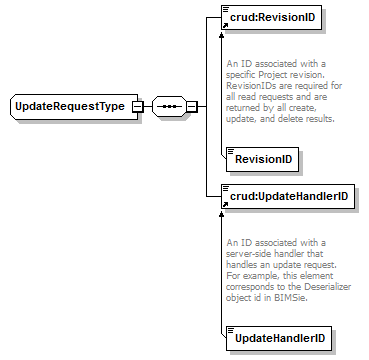 crud:RevisionID
An ID associated with a
specific Project revision.
RevisionIDs are required for
all read requests and are
returned by all create,
update, and delete results.
UpdateRequestType
RevisionID
crud:UpdateHandlerID
An ID associated with a
server-side handler that
handles an update request.
For example, this element
corresponds to the Deserializer
object id in BIMSie.
UpdateHandlerID